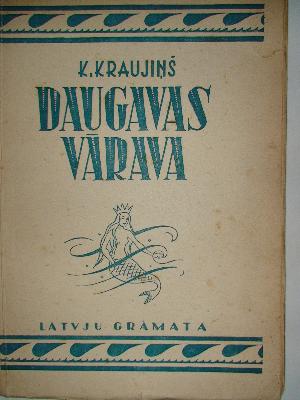 K. KRAUJIŅŠ
DAUGAVAS
VĀRAVA
LATVJU GRĀMATA